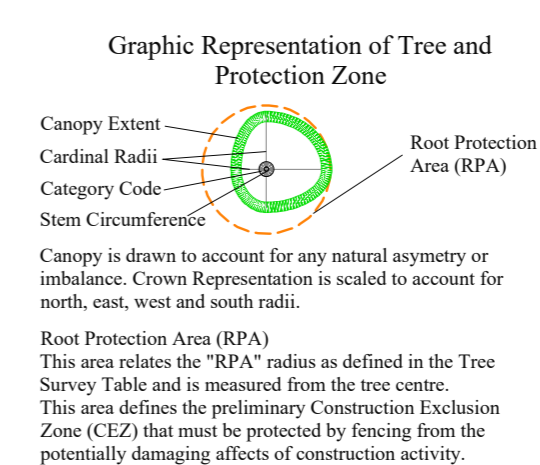 Graphic Representation of Tree and
Protection Zone
Canopy Extent
Cardinal Radii
Category Code
Stem Circumference
Root Protection
Area (RPA)
Canopy is drawn to account for any natural asymetry or
imbalance. Crown Representation is scaled to account for
north, east, west and south radii.
Root Protection Area (RPA)
This area relates the "RPA" radius as defined in the Tree
Survey Table and is measured from the tree centre.
This area defines the preliminary Construction Exclusion
Zone (CEZ) that must be protected by fencing from the
potentially damaging affects of construction activity.